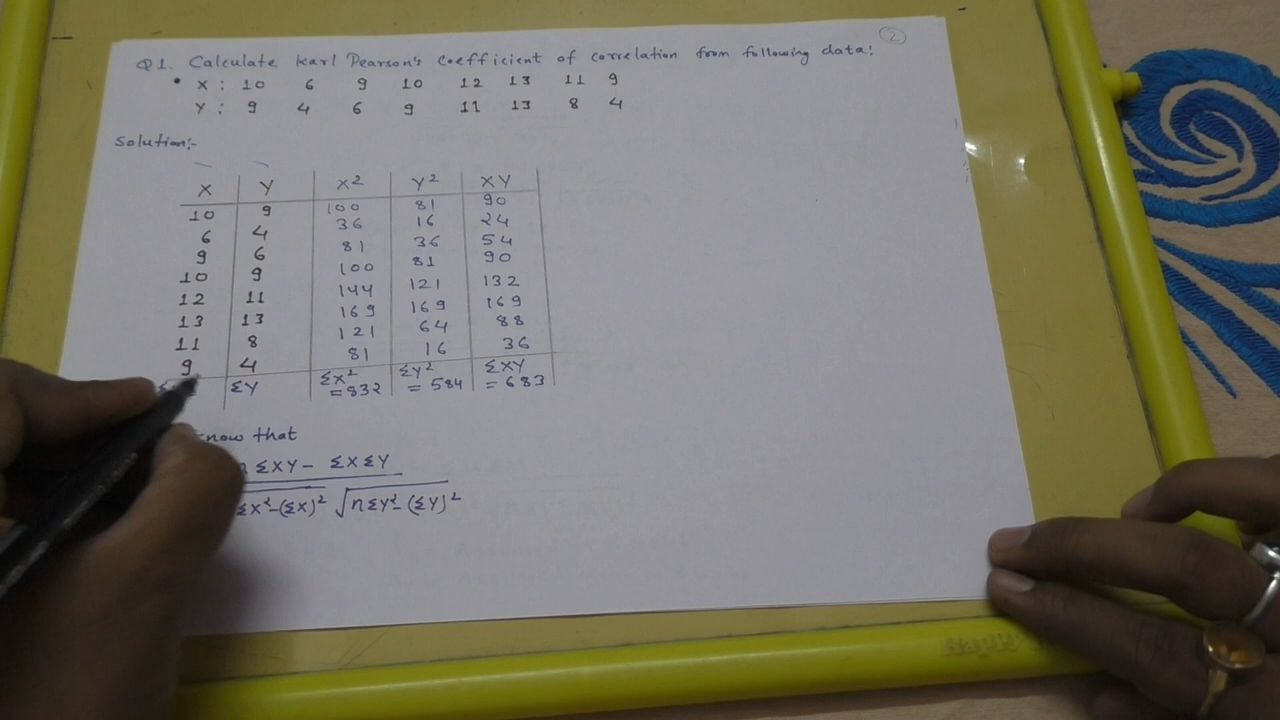 2
Q1. Calculate Karl Pearson's Coefficient of correlation from following data:
X : 10 6 9 10 12 13 11 9
Y : 9 4 6 9 11 13 8 4
Solution:-
X Y X² Y² XY
10 9 100 81 90
6 4 36 16 24
9 6 81 36 54
10 9 100 81 90
12 11 144 121 132
13 13 169 169 169
11 8 121 64 88
9 4 81 16 36
ΣY ΣX² = 832 ΣY² = 584 ΣXY = 683
know that
n ΣXY - ΣX ΣY
ΣX² - (ΣX)² √nΣY² - (ΣY)²